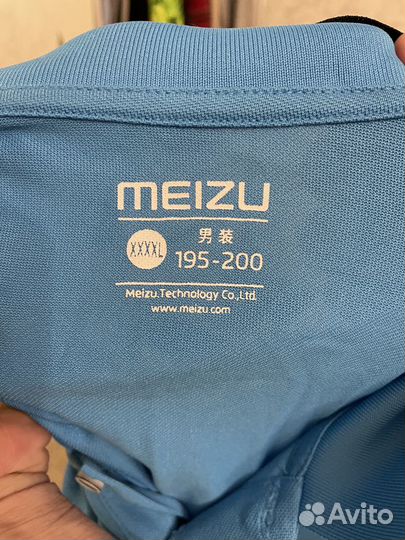 MEIZU
XXXXL
男装
195-200
Meizu.Technology Co.,Ltd.
www.meizu.com
Avito